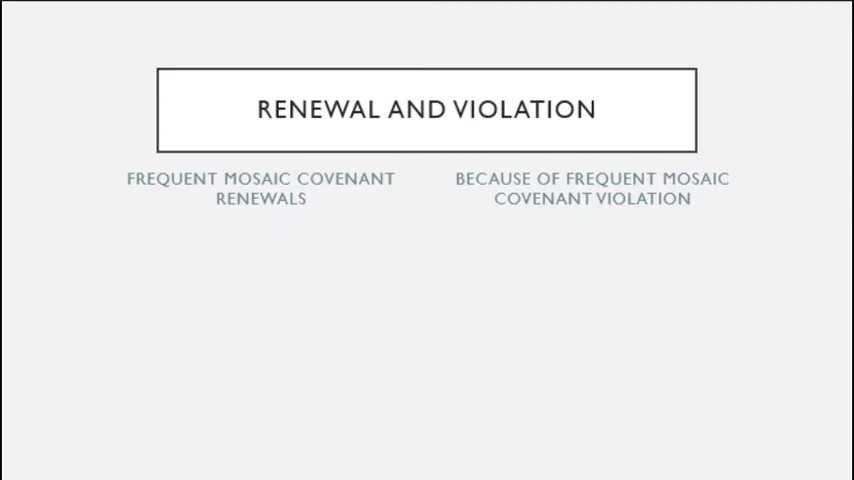 RENEWAL AND VIOLATION
FREQUENT MOSAIC COVENANT
RENEWALS
BECAUSE OF FREQUENT MOSAIC
COVENANT VIOLATION